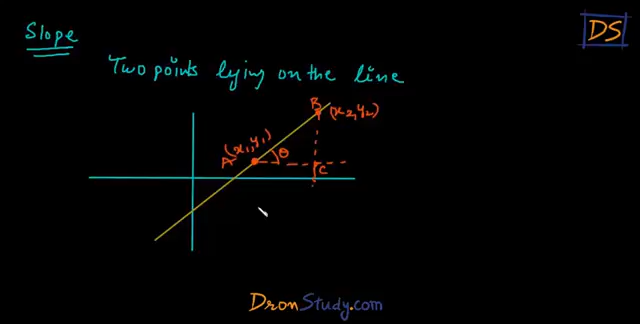 Slope
DS
Two points lying on the line
B
(x₂, y₂)
(x₁, y₁)
A
θ
C
DronStudy.com